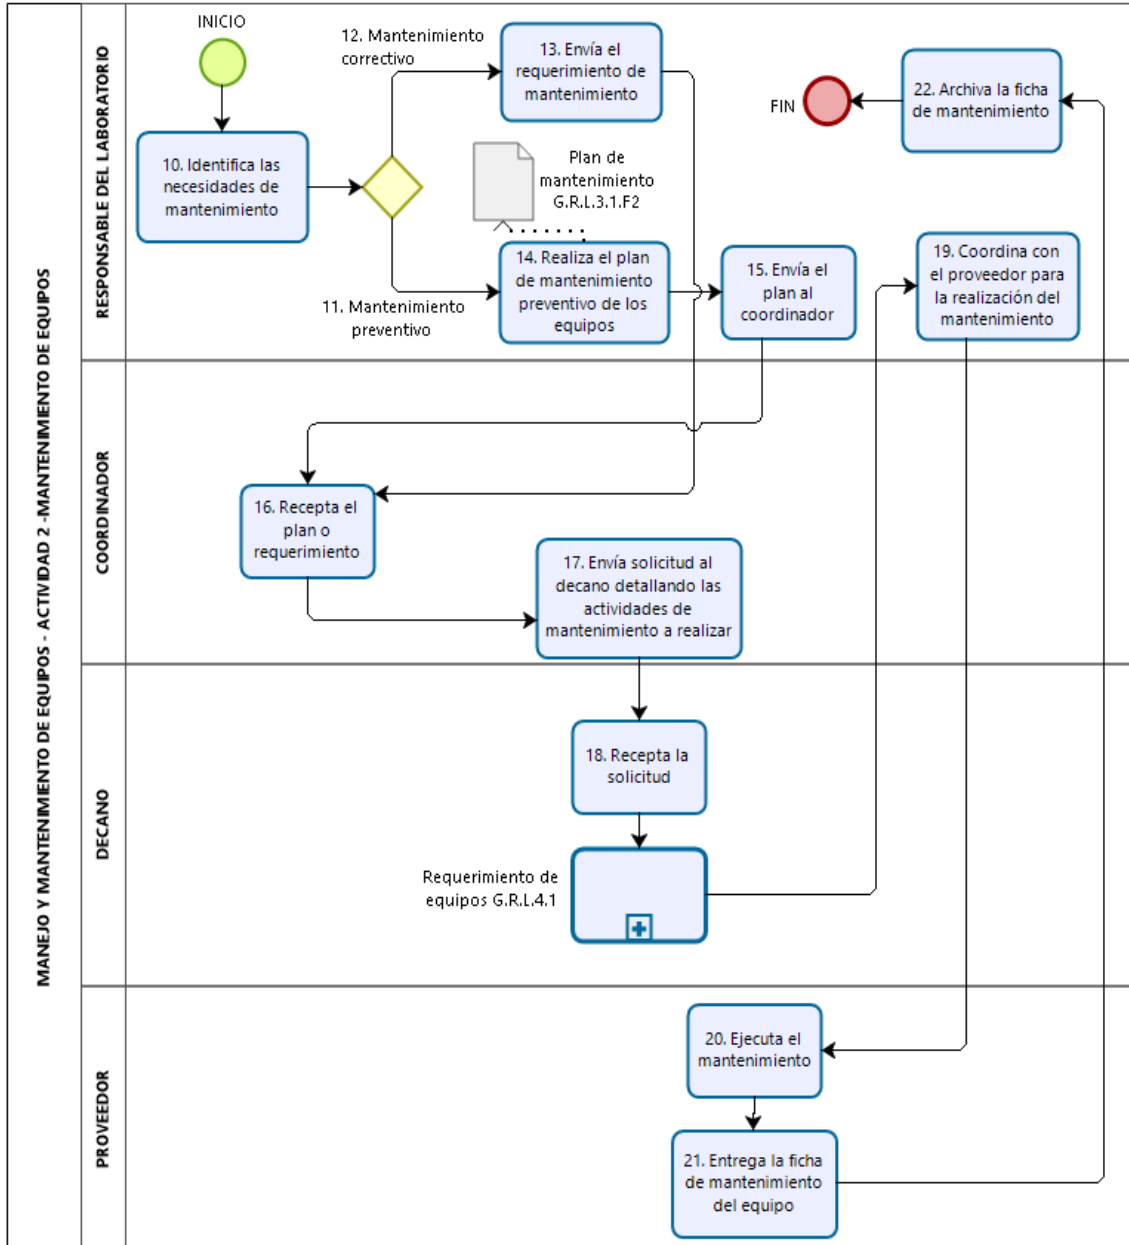 MANEJO Y MANTENIMIENTO DE EQUIPOS - ACTIVIDAD 2 -MANTENIMIENTO DE EQUIPOS
RESPONSABLE DEL LABORATORIO
INICIO
10. Identifica las
necesidades de
mantenimiento
12. Mantenimiento
correctivo
13. Envía el
requerimiento de
mantenimiento
Plan de
mantenimiento
G.R.L.3.1.F2
11. Mantenimiento
preventivo
14. Realiza el plan
de mantenimiento
preventivo de los
equipos
15. Envía el
plan al
coordinador
FIN
22. Archiva la ficha
de mantenimiento
19. Coordina con
el proveedor para
la realización del
mantenimiento
COORDINADOR
16. Recepta el
plan o
requerimiento
17. Envía solicitud al
decano detallando las
actividades de
mantenimiento a realizar
DECANO
18. Recepta la
solicitud
Requerimiento de
equipos G.R.L.4.1
PROVEEDOR
20. Ejecuta el
mantenimiento
21. Entrega la ficha
de mantenimiento
del equipo